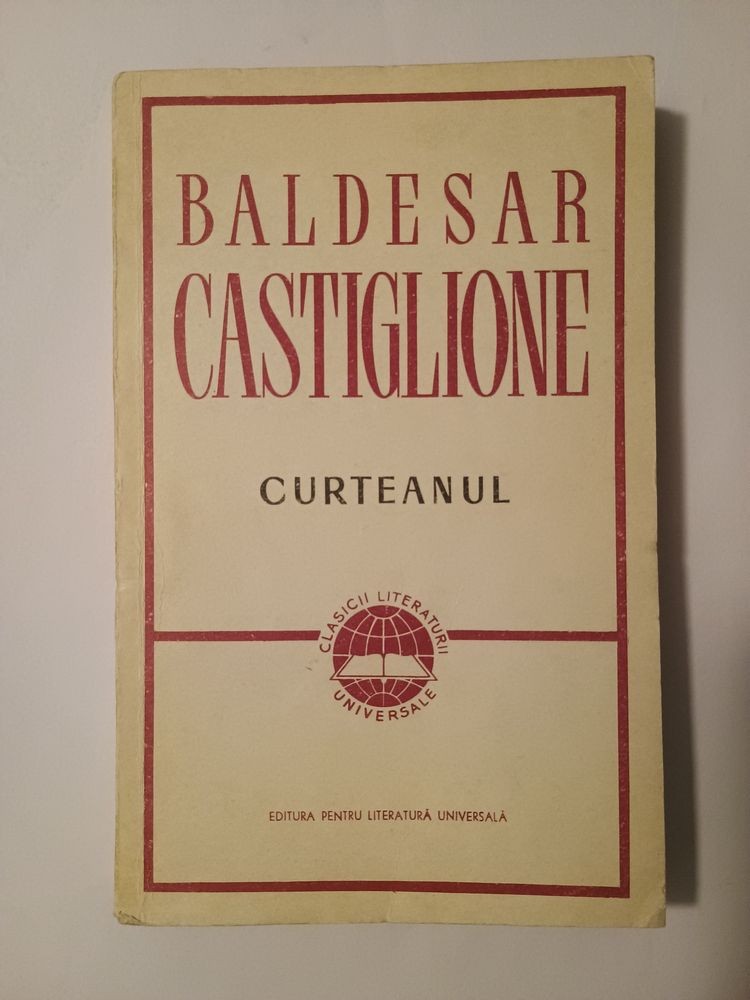 BALDESAR
CASTIGLIONE
CURTEANUL
CLASICII LITERATURII
UNIVERSALE
EDITURA PENTRU LITERATURĂ UNIVERSALĂ